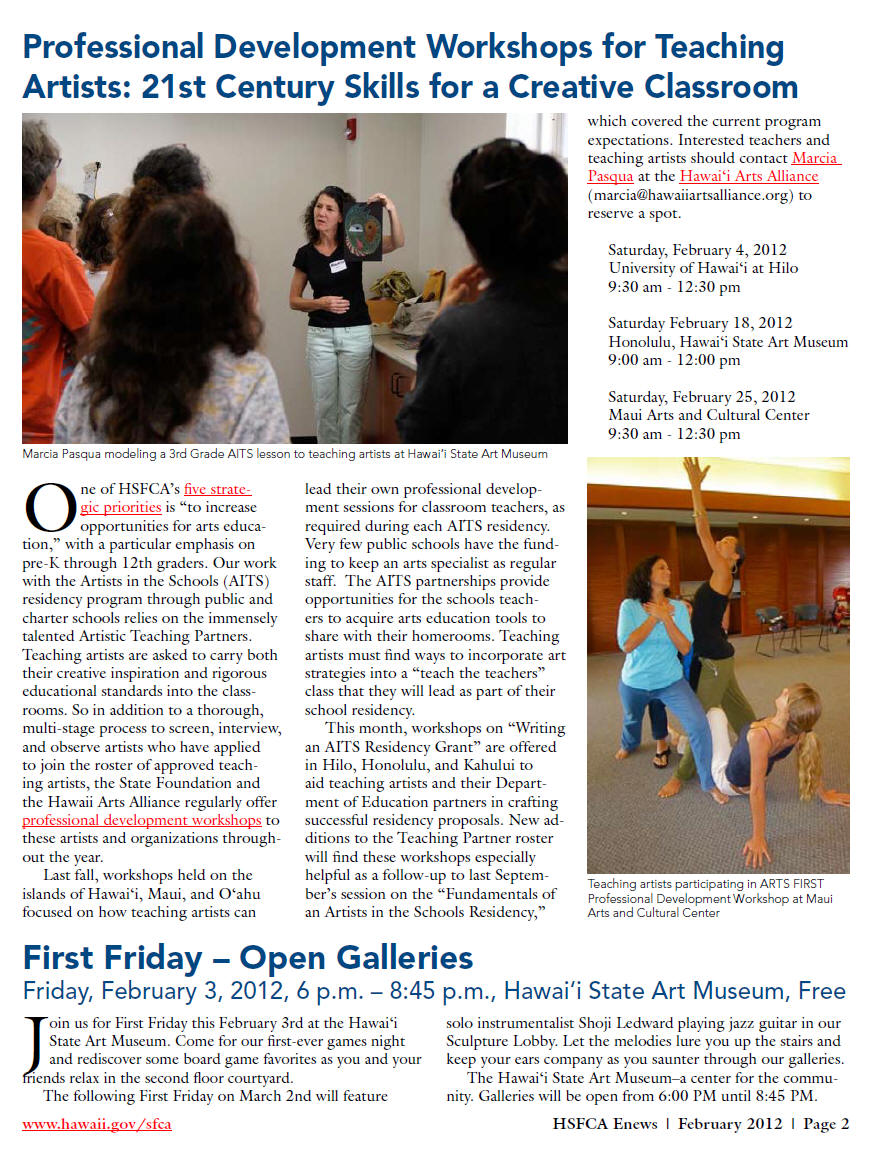 Professional Development Workshops for Teaching
Artists: 21st Century Skills for a Creative Classroom
Marcia Pasqua modeling a 3rd Grade AITS lesson to teaching artists at Hawai‘i State Art Museum
One of HSFCA’s five strate-
gic priorities is “to increase
opportunities for arts educa-
tion,” with a particular emphasis on
pre-K through 12th graders. Our work
with the Artists in the Schools (AITS)
residency program through public and
charter schools relies on the immensely
talented Artistic Teaching Partners.
Teaching artists are asked to carry both
their creative inspiration and rigorous
educational standards into the class-
rooms. So in addition to a thorough,
multi-stage process to screen, interview,
and observe artists who have applied
to join the roster of approved teach-
ing artists, the State Foundation and
the Hawaii Arts Alliance regularly offer
professional development workshops to
these artists and organizations through-
out the year.
Last fall, workshops held on the
islands of Hawai‘i, Maui, and O‘ahu
focused on how teaching artists can
lead their own professional develop-
ment sessions for classroom teachers, as
required during each AITS residency.
Very few public schools have the fund-
ing to keep an arts specialist as regular
staff.  The AITS partnerships provide
opportunities for the schools teach-
ers to acquire arts education tools to
share with their homerooms. Teaching
artists must find ways to incorporate art
strategies into a “teach the teachers”
class that they will lead as part of their
school residency.
This month, workshops on “Writing
an AITS Residency Grant” are offered
in Hilo, Honolulu, and Kahului to
aid teaching artists and their Depart-
ment of Education partners in crafting
successful residency proposals. New ad-
ditions to the Teaching Partner roster
will find these workshops especially
helpful as a follow-up to last Septem-
ber’s session on the “Fundamentals of
an Artists in the Schools Residency,”
which covered the current program
expectations. Interested teachers and
teaching artists should contact Marcia
Pasqua at the Hawai‘i Arts Alliance
(marcia@hawaiiartsalliance.org) to
reserve a spot.
Saturday, February 4, 2012
University of Hawai‘i at Hilo
9:30 am - 12:30 pm
Saturday February 18, 2012
Honolulu, Hawai‘i State Art Museum
9:00 am - 12:00 pm
Saturday, February 25, 2012
Maui Arts and Cultural Center
9:30 am - 12:30 pm
Teaching artists participating in ARTS FIRST
Professional Development Workshop at Maui
Arts and Cultural Center
First Friday – Open Galleries
Friday, February 3, 2012, 6 p.m. – 8:45 p.m., Hawai‘i State Art Museum, Free
Join us for First Friday this February 3rd at the Hawai‘i
State Art Museum. Come for our first-ever games night
and rediscover some board game favorites as you and your
friends relax in the second floor courtyard.
The following First Friday on March 2nd will feature
solo instrumentalist Shoji Ledward playing jazz guitar in our
Sculpture Lobby. Let the melodies lure you up the stairs and
keep your ears company as you saunter through our galleries.
The Hawai‘i State Art Museum–a center for the commu-
nity. Galleries will be open from 6:00 PM until 8:45 PM.
www.hawaii.gov/sfca
HSFCA Enews | February 2012 | Page 2